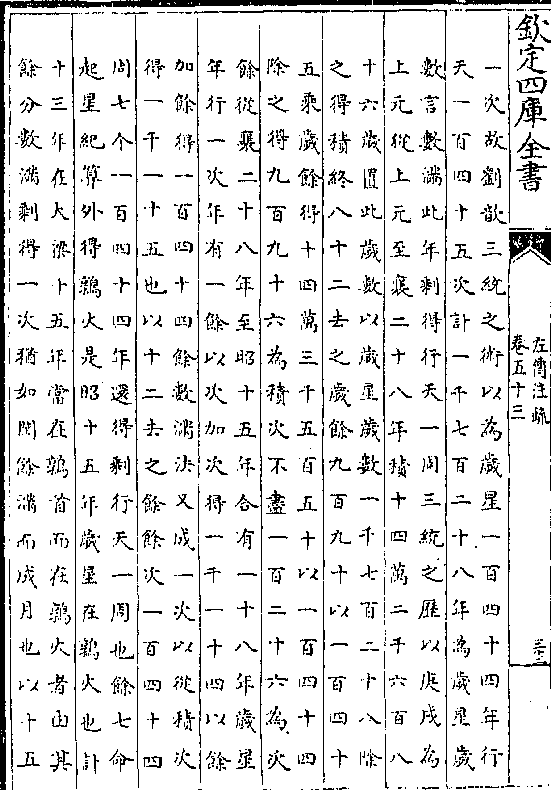 欽定四庫全書
左傳注疏
卷五十三
一次故劉歆三統之術以為歲星一百四十四年行
天一百四十五次計一千七百二十八年為歲星歲
數言數滿此年剩得行天一周三統之歷以庚戌為
上元從上元至襄二十八年積十四萬二千六百八
十六歲置此歲數以歲星歲數一千七百二十八除
之得積終八十二去之歲餘九百九十以一百四十
五乘歲餘得十四萬三千五百五十以一百四十四
除之得九百九十六為積次不盡一百二十六為次
餘從襄二十八年至昭十五年合有一十八年歲星
年行一次年有一餘以次加次得一千一十四以餘
加餘得一百四十四餘數滿法又成一次以從積次
得一千一十五也以十二去之餘餘次一百四十四
周七个一百四十四年還得剩行天一周也餘七命
起星紀算外得鶉火是昭十五年歲星在鶉火也計
十三年在大梁十五年當在鶉首而在鶉火者由其
餘分數滿剩得一次猶如閏餘滿而成月也以十五